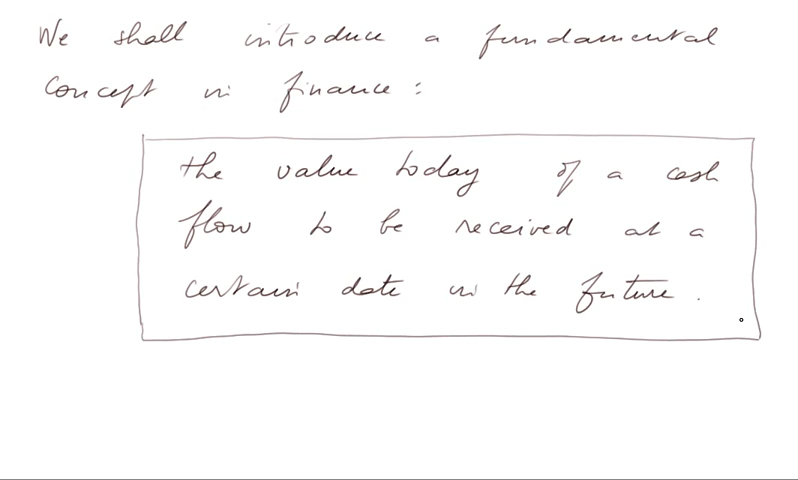 We shall introduce a fundamental
concept in finance :
the value today of a cash
flow to be received at a
certain date in the future .